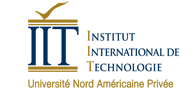 IIT INSTITUT
INTERNATIONAL DE
TECHNOLOGIE
Université Nord Américaine Privée